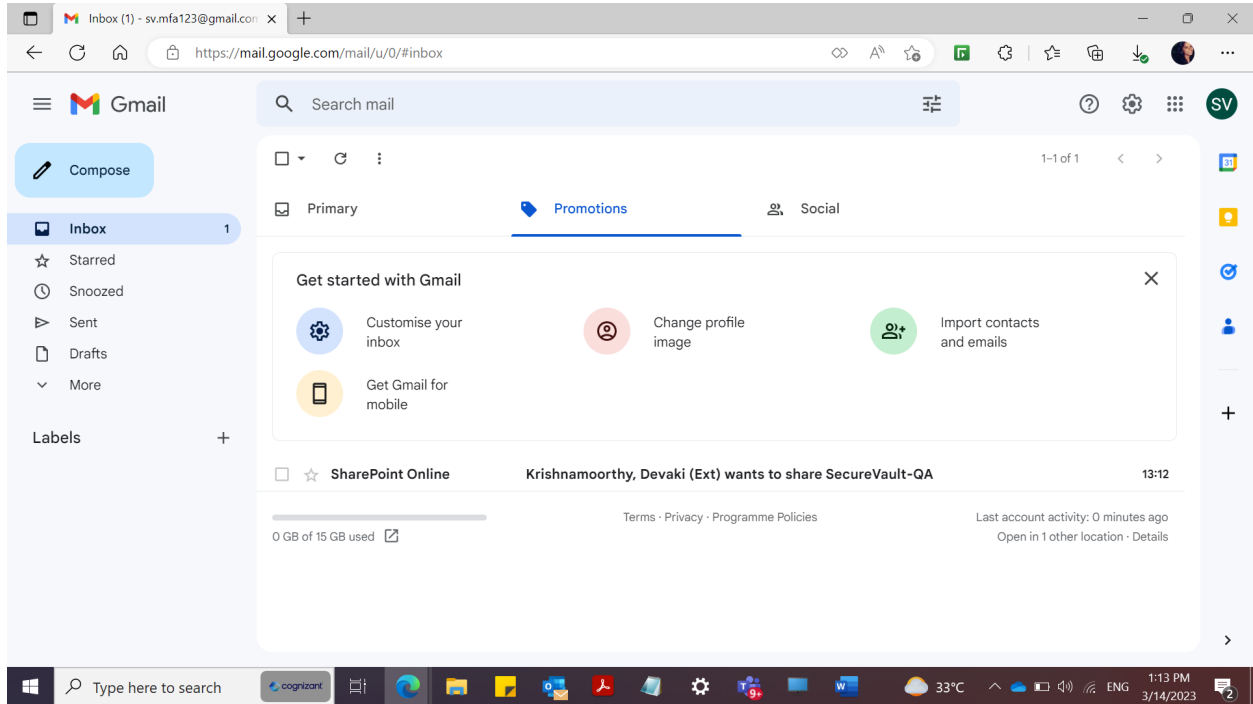 Inbox (1) - sv.mfa123@gmail.con
https://mail.google.com/mail/u/0/#inbox
Gmail
Search mail
SV
Compose
1–1 of 1
31
Primary
Promotions
Social
Inbox 1
Starred
Snoozed
Sent
Drafts
More
Labels
Get started with Gmail
Customise your
inbox
Change profile
image
Import contacts
and emails
Get Gmail for
mobile
SharePoint Online Krishnamoorthy, Devaki (Ext) wants to share SecureVault-QA 13:12
0 GB of 15 GB used
Terms · Privacy · Programme Policies
Last account activity: 0 minutes ago
Open in 1 other location · Details
Type here to search
cognizant
9+
33°C
ENG
1:13 PM
3/14/2023
2